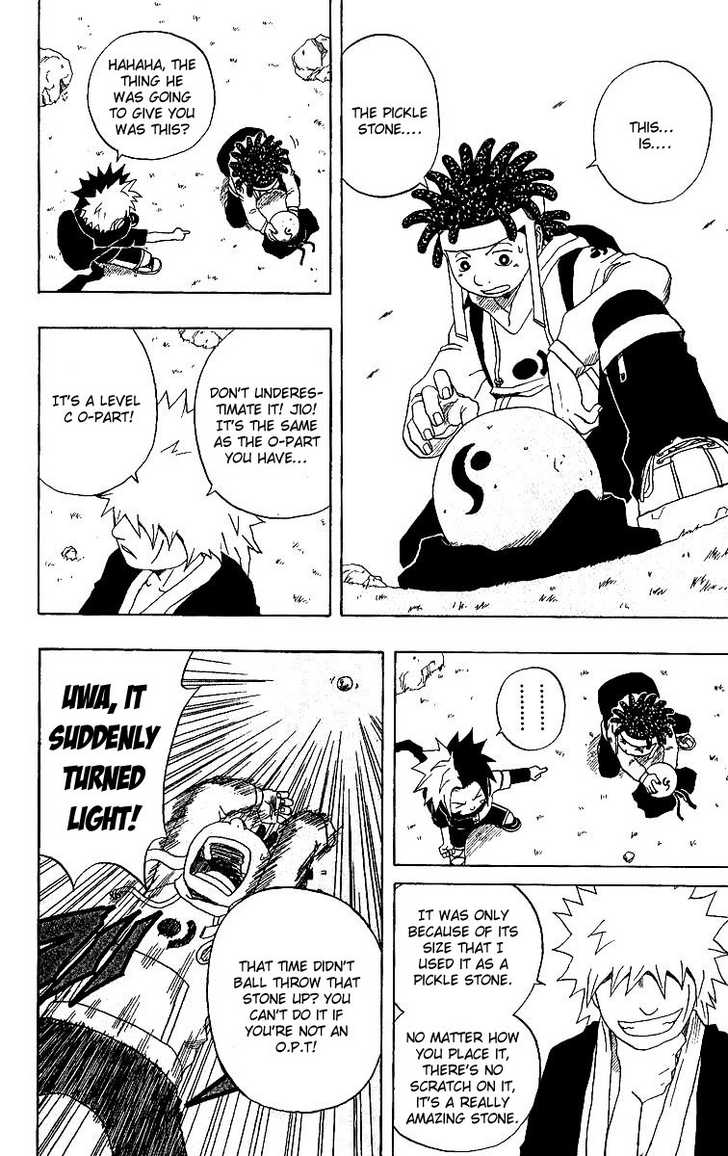 THIS...
IS....
THE PICKLE
STONE....
HAHAHA, THE
THING HE
WAS GOING
TO GIVE YOU
WAS THIS?
DON'T UNDERES-
TIMATE IT! JIO!
IT'S THE SAME
AS THE O-PART
YOU HAVE...
IT'S A LEVEL
C O-PART!
......
IT WAS ONLY
BECAUSE OF ITS
SIZE THAT I
USED IT AS A
PICKLE STONE.
NO MATTER HOW
YOU PLACE IT,
THERE'S NO
SCRATCH ON IT,
IT'S A REALLY
AMAZING STONE.
UWA, IT
SUDDENLY
TURNED
LIGHT!
THAT TIME DIDN'T
BALL THROW THAT
STONE UP? YOU
CAN'T DO IT IF
YOU'RE NOT AN
O.P.T!